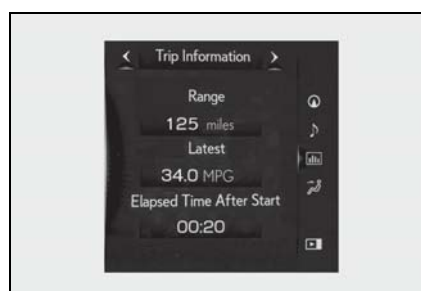 Trip Information
Range
125 miles
Latest
34.0 MPG
Elapsed Time After Start
00:20